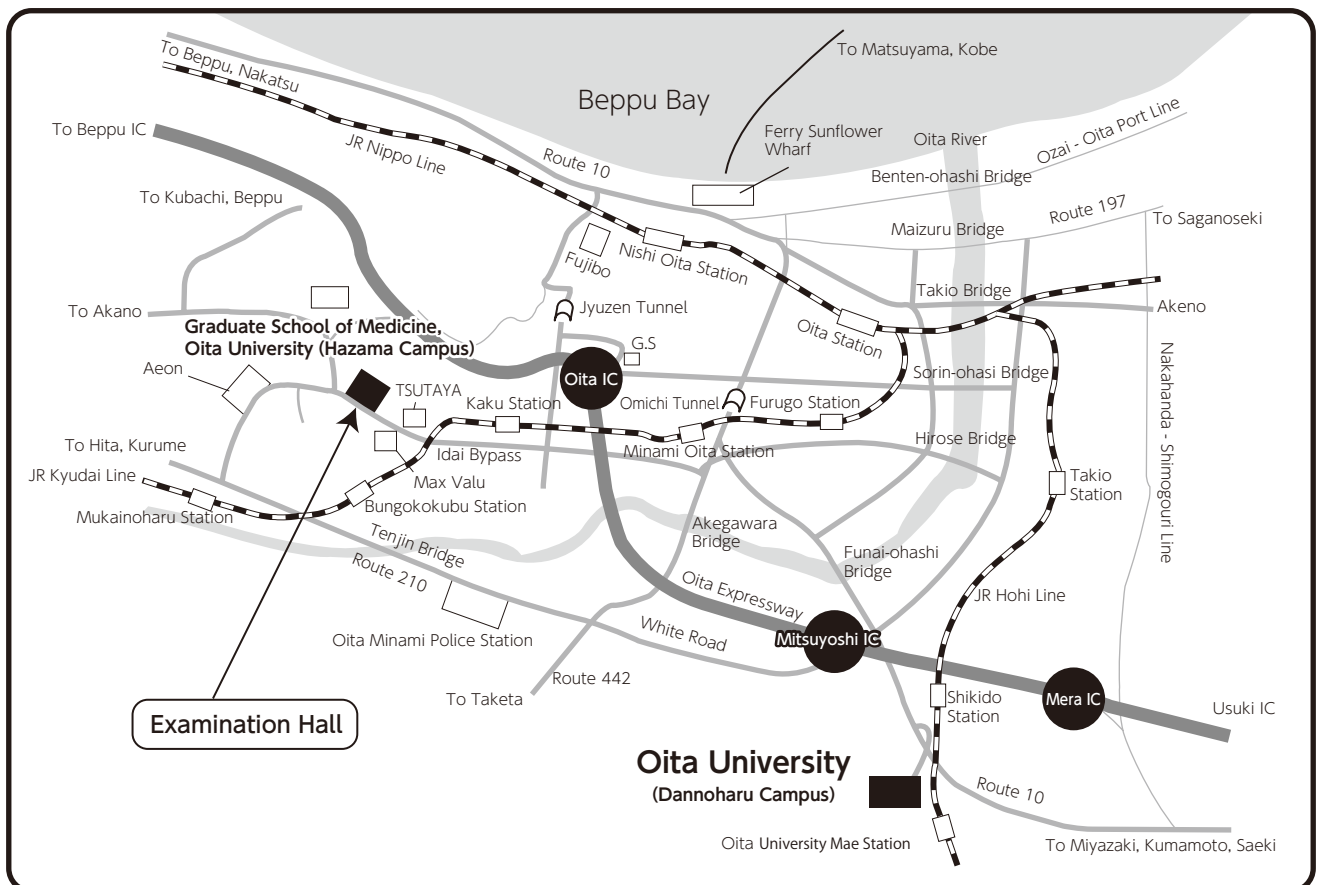 To Beppu, Nakatsu
To Matsuyama, Kobe
Beppu Bay
To Beppu IC
JR Nippo Line
Route 10
Ferry Sunflower
Wharf
Oita River
Ozai - Oita Port Line
Benten-ohashi Bridge
To Kubachi, Beppu
Route 197
To Saganoseki
Maizuru Bridge
Fujibo
Nishi Oita Station
Takio Bridge
Akeno
To Akano
Jyuzen Tunnel
Oita Station
Graduate School of Medicine,
Oita University (Hazama Campus)
G.S
Aeon
Oita IC
Sorin-ohasi Bridge
TSUTAYA
Kaku Station
Omichi Tunnel
Furugo Station
Nakahanda - Shimogouri Line
To Hita, Kurume
Idai Bypass
Minami Oita Station
Hirose Bridge
JR Kyudai Line
Max Valu
Takio
Station
Mukainoharu Station
Bungokokubu Station
Akegawara
Bridge
Tenjin Bridge
Funai-ohashi
Bridge
Route 210
Oita Expressway
JR Hohi Line
Oita Minami Police Station
White Road
Mitsuyoshi IC
Route 442
To Taketa
Shikido
Station
Mera IC
Usuki IC
Examination Hall
Oita University
(Dannoharu Campus)
Route 10
Oita University Mae Station
To Miyazaki, Kumamoto, Saeki